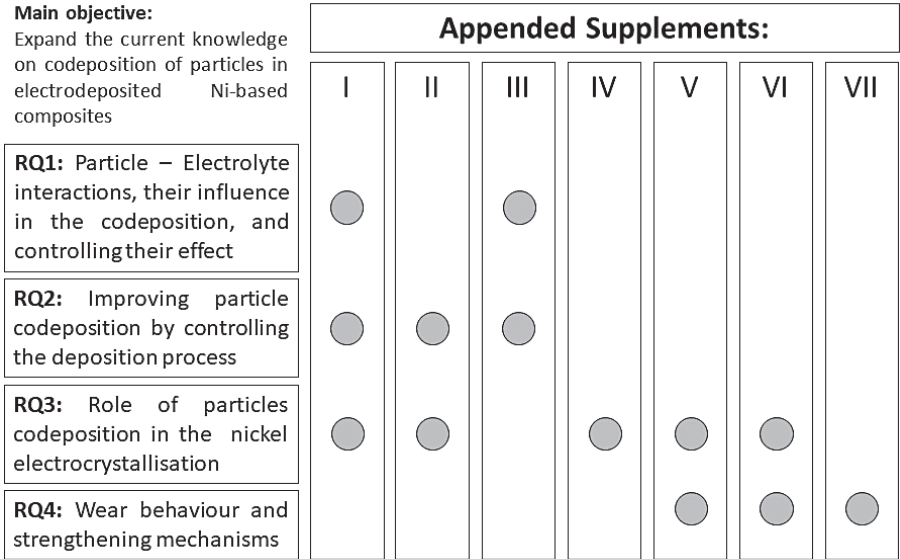 Main objective:
Expand the current knowledge
on codeposition of particles in
electrodeposited Ni-based
composites
Appended Supplements:
I II III IV V VI VII
RQ1: Particle – Electrolyte
interactions, their influence
in the codeposition, and
controlling their effect
RQ2: Improving particle
codeposition by controlling
the deposition process
RQ3: Role of particles
codeposition in the nickel
electrocrystallisation
RQ4: Wear behaviour and
strengthening mechanisms